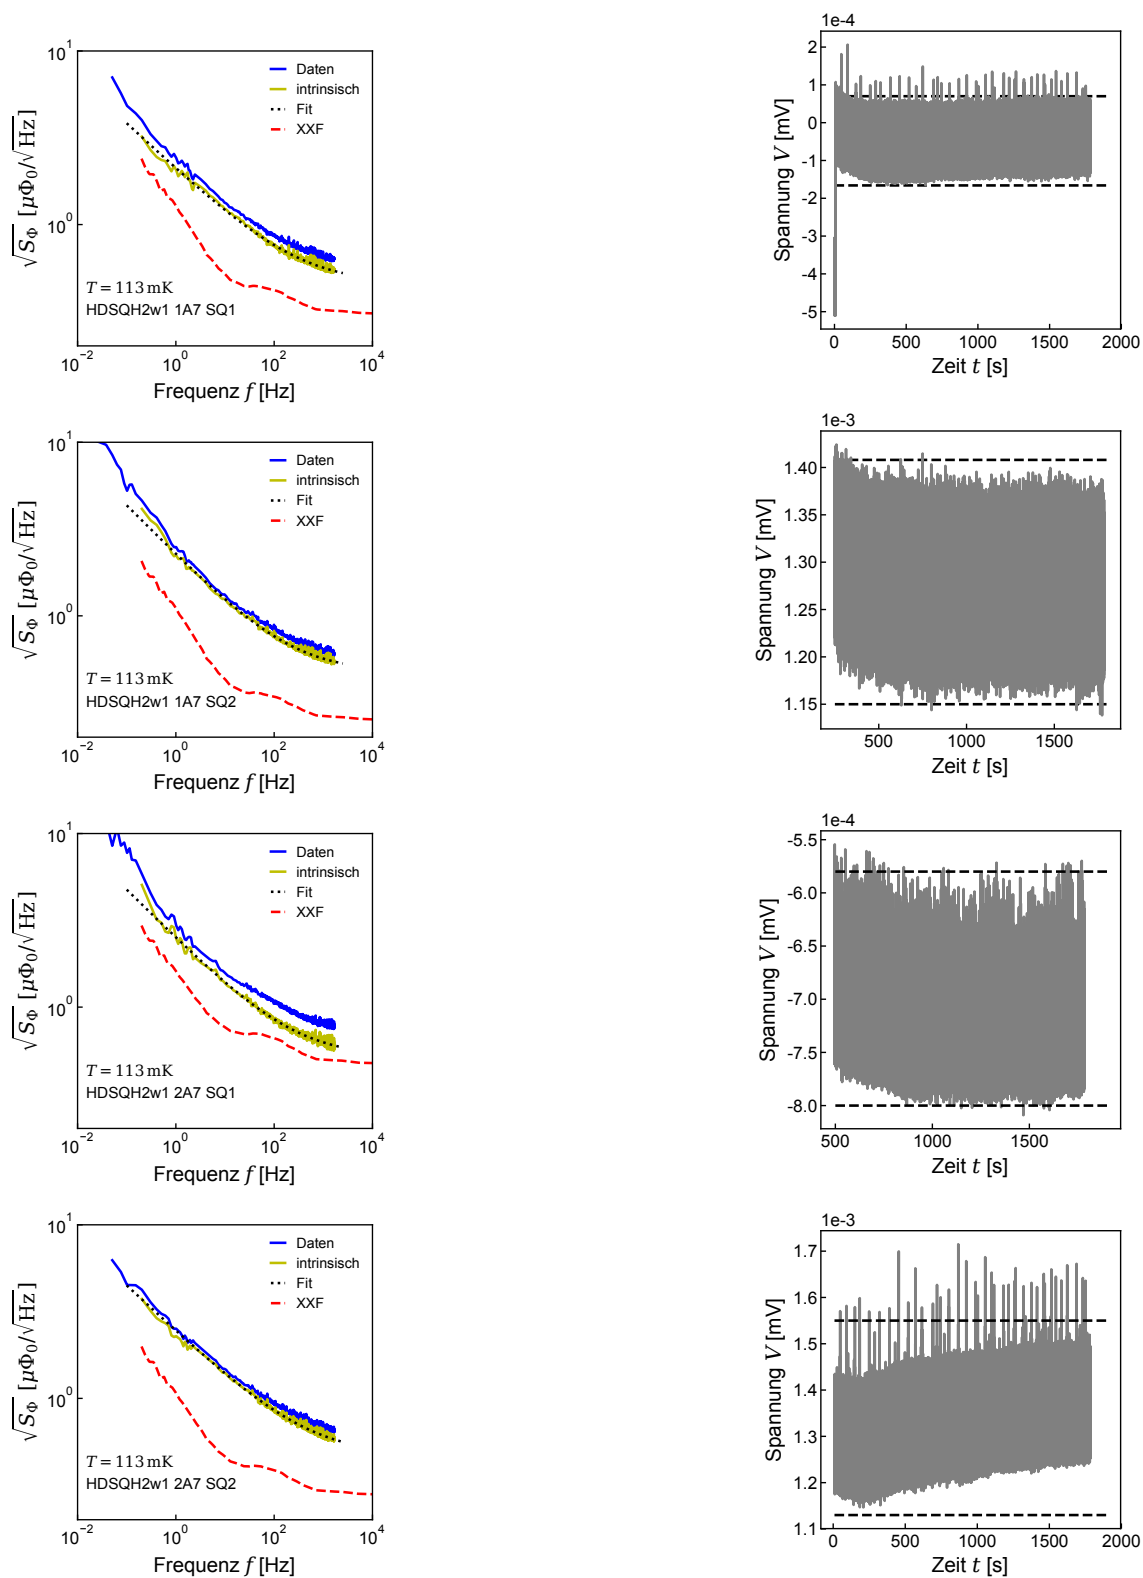 10^1
10^0
√S_Φ [μΦ_0/√Hz]
Daten
intrinsisch
Fit
XXF
T = 113 mK
HDSQH2w1 1A7 SQ1
10^-2 10^0 10^2 10^4
Frequenz f [Hz]
1e-4
2
1
0
-1
-2
-3
-4
-5
Spannung V [mV]
0 500 1000 1500 2000
Zeit t [s]
10^1
10^0
√S_Φ [μΦ_0/√Hz]
Daten
intrinsisch
Fit
XXF
T = 113 mK
HDSQH2w1 1A7 SQ2
10^-2 10^0 10^2 10^4
Frequenz f [Hz]
1e-3
1.40
1.35
1.30
1.25
1.20
1.15
Spannung V [mV]
500 1000 1500
Zeit t [s]
10^1
10^0
√S_Φ [μΦ_0/√Hz]
Daten
intrinsisch
Fit
XXF
T = 113 mK
HDSQH2w1 2A7 SQ1
10^-2 10^0 10^2 10^4
Frequenz f [Hz]
1e-4
-5.5
-6.0
-6.5
-7.0
-7.5
-8.0
Spannung V [mV]
500 1000 1500
Zeit t [s]
10^1
10^0
√S_Φ [μΦ_0/√Hz]
Daten
intrinsisch
Fit
XXF
T = 113 mK
HDSQH2w1 2A7 SQ2
10^-2 10^0 10^2 10^4
Frequenz f [Hz]
1e-3
1.7
1.6
1.5
1.4
1.3
1.2
1.1
Spannung V [mV]
0 500 1000 1500 2000
Zeit t [s]